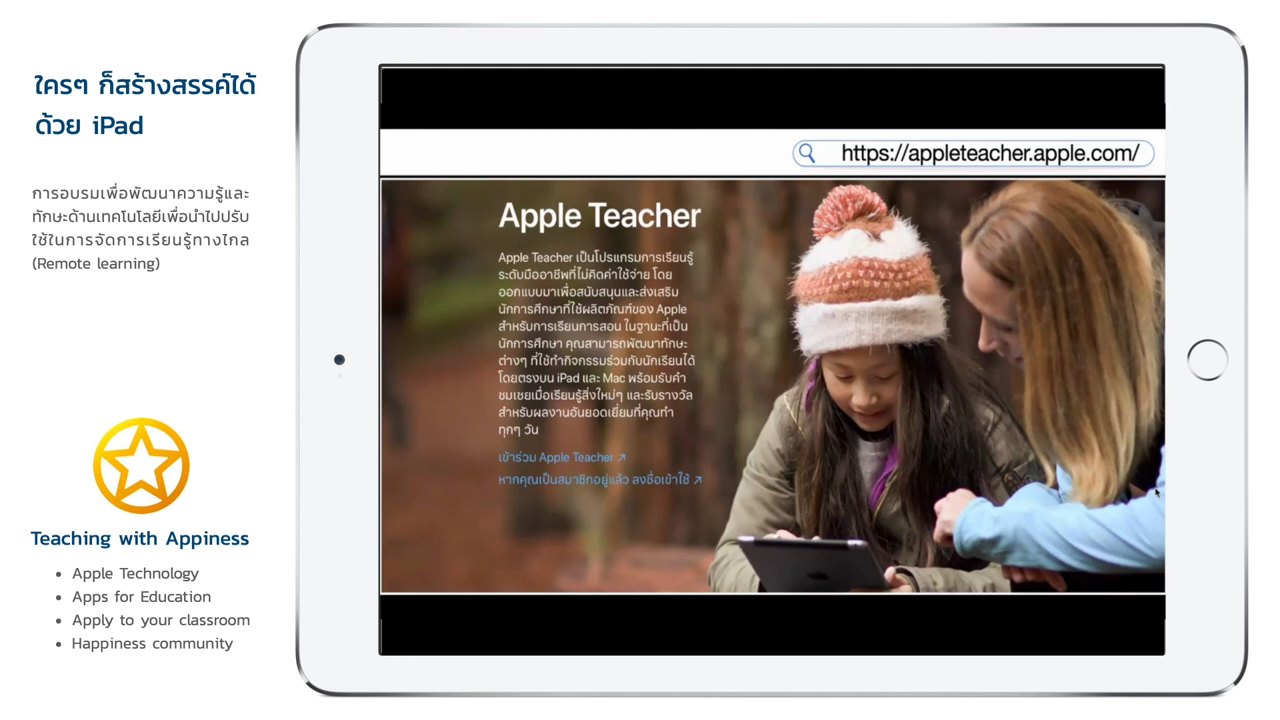 ใครๆ ก็สร้างสรรค์ได้
ด้วย iPad
การอบรมเพื่อพัฒนาความรู้และ
ทักษะด้านเทคโนโลยีเพื่อนำไปปรับ
ใช้ในการจัดการเรียนรู้ทางไกล
(Remote learning)
Teaching with Appiness
• Apple Technology
• Apps for Education
• Apply to your classroom
• Happiness community
https://appleteacher.apple.com/
Apple Teacher
Apple Teacher เป็นโปรแกรมการเรียนรู้
ระดับมืออาชีพที่ไม่คิดค่าใช้จ่าย โดย
ออกแบบมาเพื่อสนับสนุนและส่งเสริม
นักการศึกษาที่ใช้ผลิตภัณฑ์ของ Apple
สำหรับการเรียนการสอน ในฐานะที่เป็น
นักการศึกษา คุณสามารถพัฒนาทักษะ
ต่างๆ ที่ใช้ทำกิจกรรมร่วมกับนักเรียนได้
โดยตรงบน iPad และ Mac พร้อมรับคำ
ชมเชยเมื่อเรียนรู้สิ่งใหม่ๆ และรับรางวัล
สำหรับผลงานอันยอดเยี่ยมที่คุณทำ
ทุกๆ วัน
เข้าร่วม Apple Teacher ↗
หากคุณเป็นสมาชิกอยู่แล้ว ลงชื่อเข้าใช้ ↗